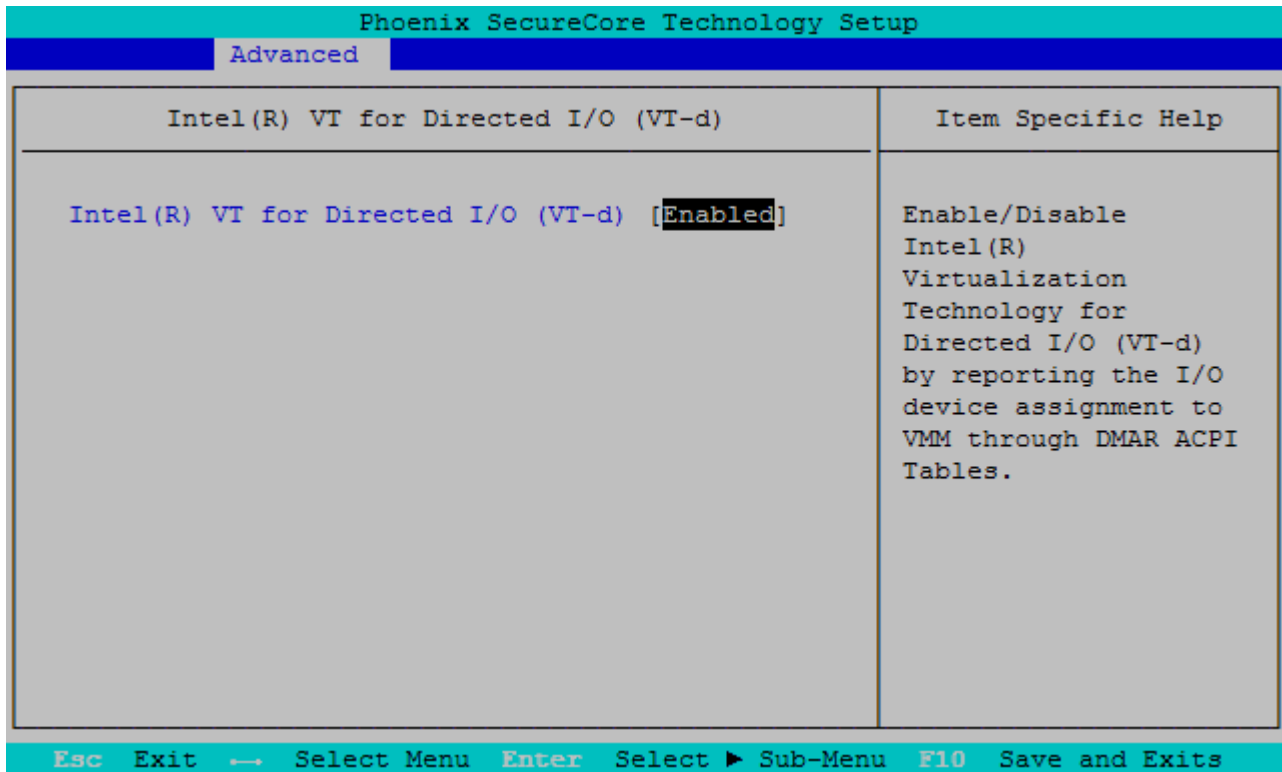 Phoenix SecureCore Technology Setup
Advanced
Intel(R) VT for Directed I/O (VT-d)
Intel(R) VT for Directed I/O (VT-d) [Enabled]
Item Specific Help
Enable/Disable
Intel(R)
Virtualization
Technology for
Directed I/O (VT-d)
by reporting the I/O
device assignment to
VMM through DMAR ACPI
Tables.
Esc Exit ←→ Select Menu Enter Select ▶ Sub-Menu F10 Save and Exits